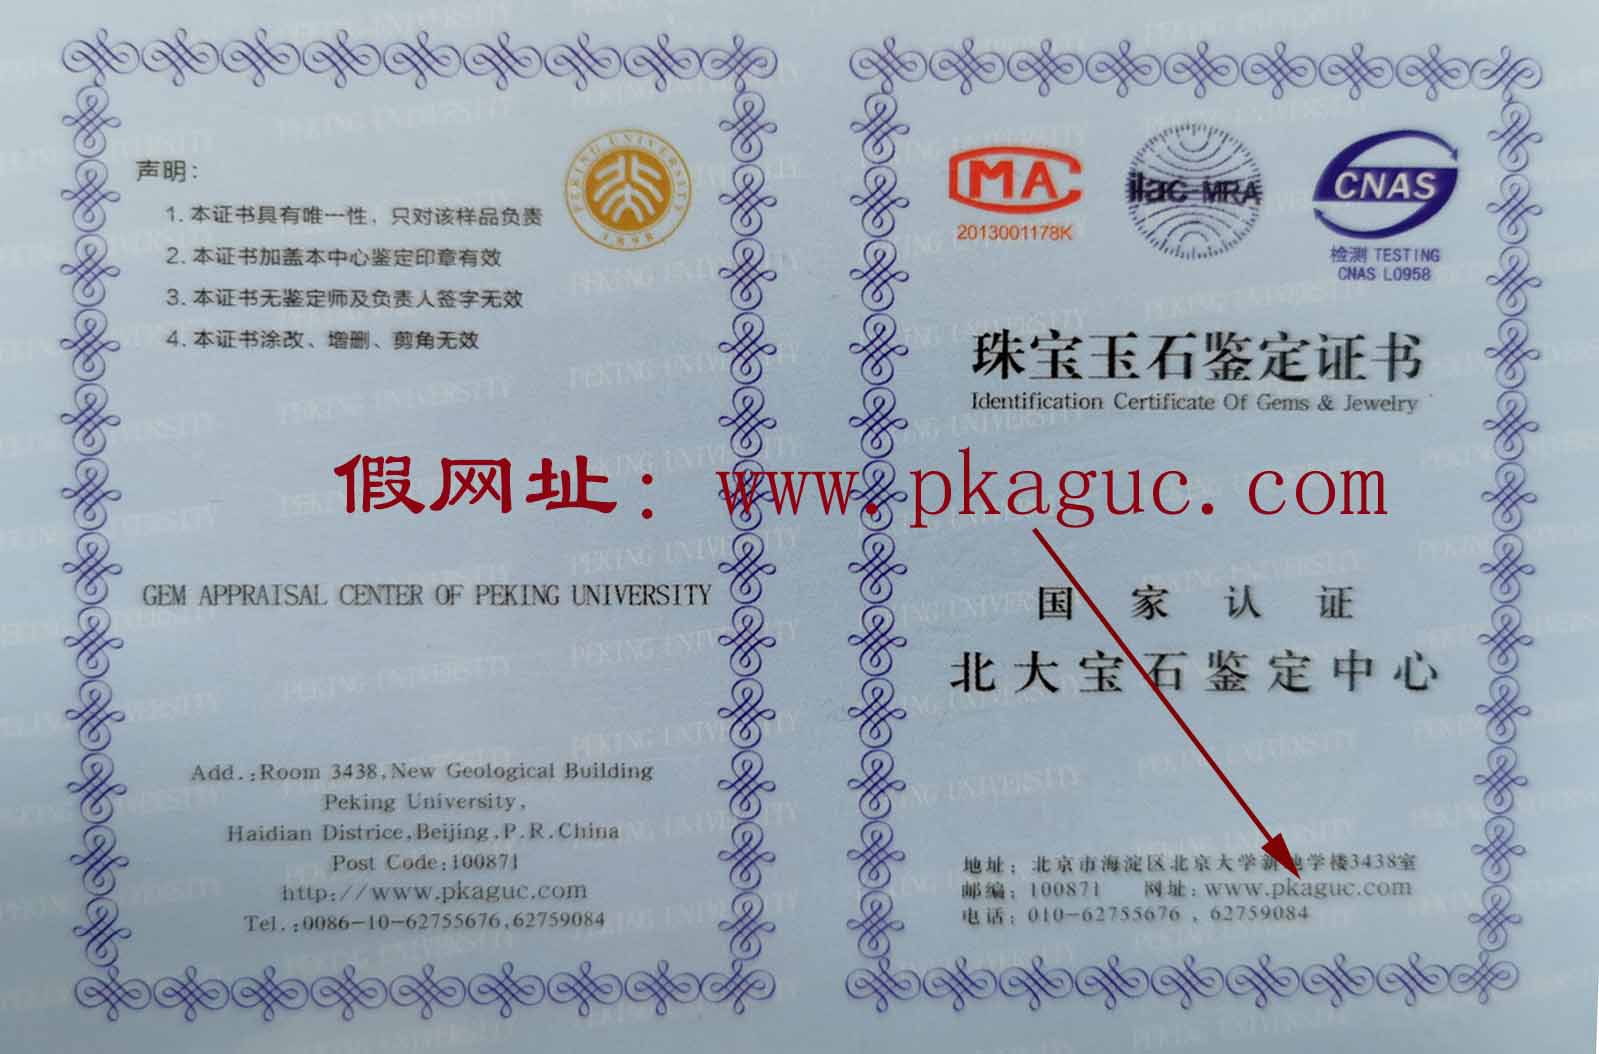 声明：
PEKING UNIVERSITY
1898
1. 本证书具有唯一性，只对该样品负责
2. 本证书加盖本中心鉴定印章有效
3. 本证书无鉴定师及负责人签字无效
4. 本证书涂改、增删、剪角无效
MA
2013001178K
ilac-MRA
CNAS
检测 TESTING
CNAS L0958
珠宝玉石鉴定证书
Identification Certificate Of Gems & Jewelry
假网址：www.pkaguc.com
GEM APPRAISAL CENTER OF PEKING UNIVERSITY
国家认证
北大宝石鉴定中心
Add.:Room 3438,New Geological Building
Peking University,
Haidian Districe,Beijing,P.R.China
Post Code:100871
http://www.pkaguc.com
Tel.:0086-10-62755676,62759084
地址：北京市海淀区北京大学新地学楼3438室
邮编：100871 网址：www.pkaguc.com
电话：010-62755676，62759084